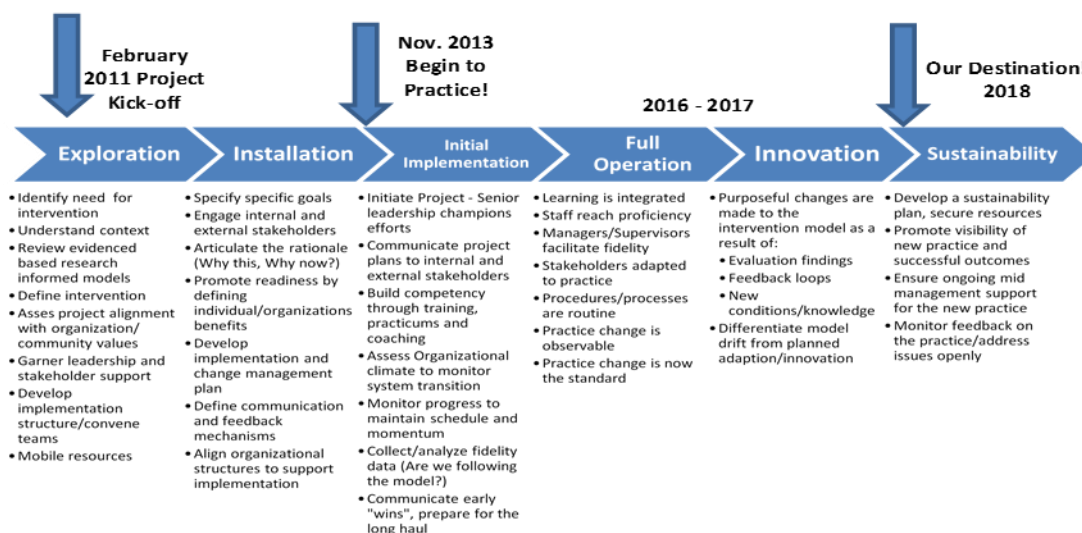 February
2011 Project
Kick-off
Nov. 2013
Begin to
Practice!
2016 - 2017
Our Destination!
2018
Exploration
Installation
Initial
Implementation
Full
Operation
Innovation
Sustainability
• Identify need for
intervention
• Understand context
• Review evidenced
based research
informed models
• Define intervention
• Asses project alignment
with organization/
community values
• Garner leadership and
stakeholder support
• Develop
implementation
structure/convene
teams
• Mobile resources
• Specify specific goals
• Engage internal and
external stakeholders
• Articulate the rationale
(Why this, Why now?)
• Promote readiness by
defining
individual/organizations
benefits
• Develop
implementation and
change management
plan
• Define communication
and feedback
mechanisms
• Align organizational
structures to support
implementation
• Initiate Project - Senior
leadership champions
efforts
• Communicate project
plans to internal and
external stakeholders
• Build competency
through training,
practicums and
coaching
• Assess Organizational
climate to monitor
system transition
• Monitor progress to
maintain schedule and
momentum
• Collect/analyze fidelity
data (Are we following
the model?)
• Communicate early
"wins", prepare for the
long haul
• Learning is integrated
• Staff reach proficiency
• Managers/Supervisors
facilitate fidelity
• Stakeholders adapted
to practice
• Procedures/processes
are routine
• Practice change is
observable
• Practice change is now
the standard
• Purposeful changes are
made to the
intervention model as a
result of:
• Evaluation findings
• Feedback loops
• New
conditions/knowledge
• Differentiate model
drift from planned
adaption/innovation
• Develop a sustainability
plan, secure resources
• Promote visibility of
new practice and
successful outcomes
• Ensure ongoing mid
management support
for the new practice
• Monitor feedback on
the practice/address
issues openly